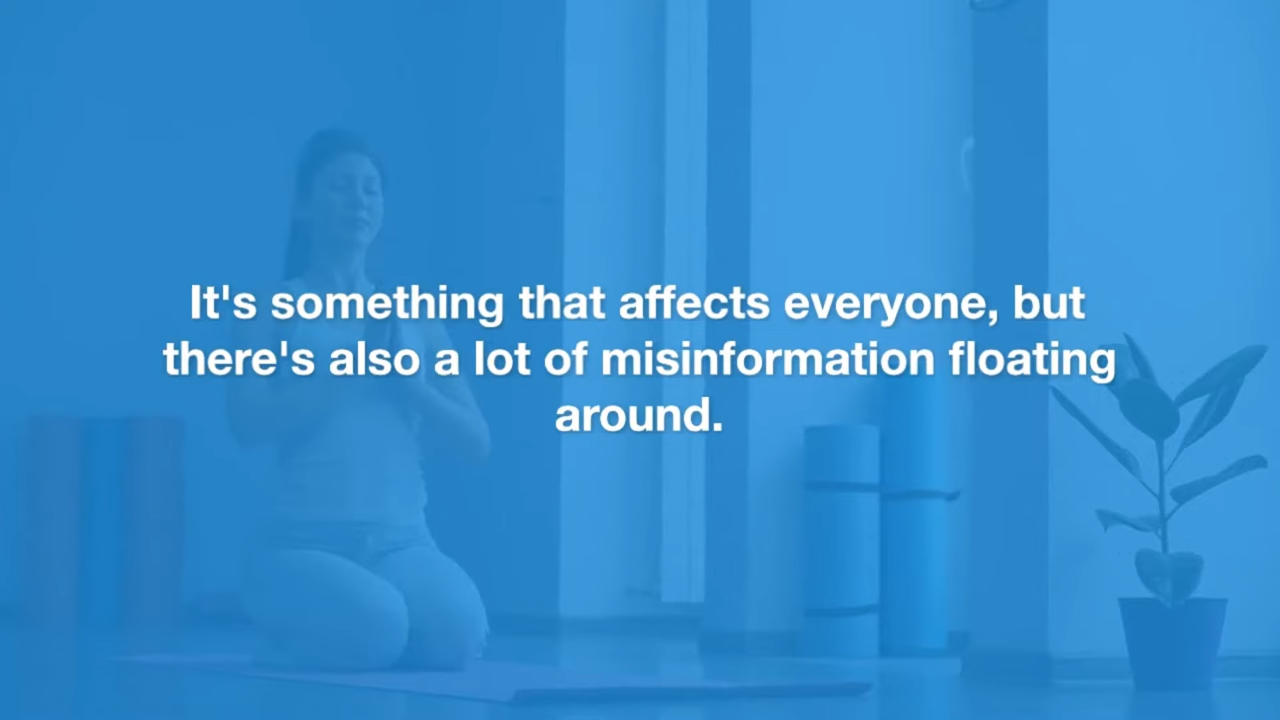 It's something that affects everyone, but
there's also a lot of misinformation floating
around.